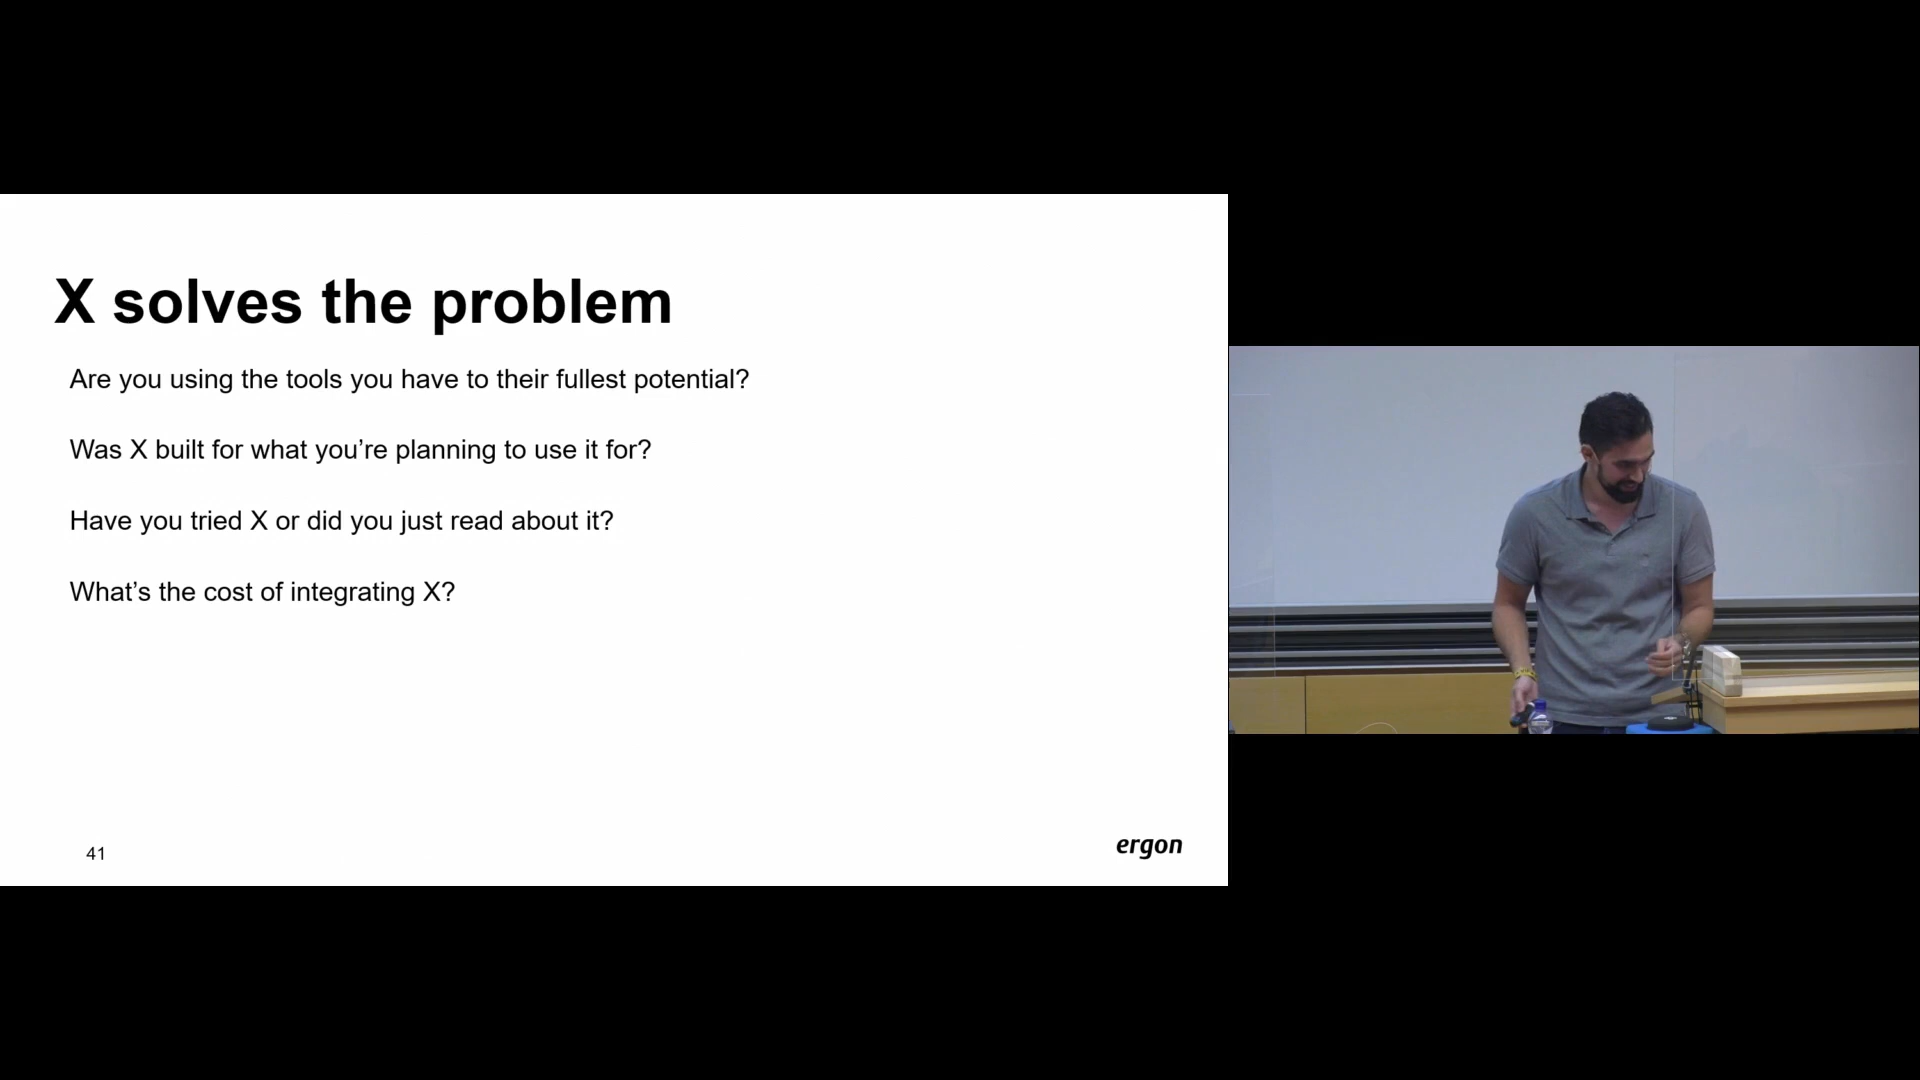 X solves the problem
Are you using the tools you have to their fullest potential?
Was X built for what you’re planning to use it for?
Have you tried X or did you just read about it?
What’s the cost of integrating X?
41
ergon